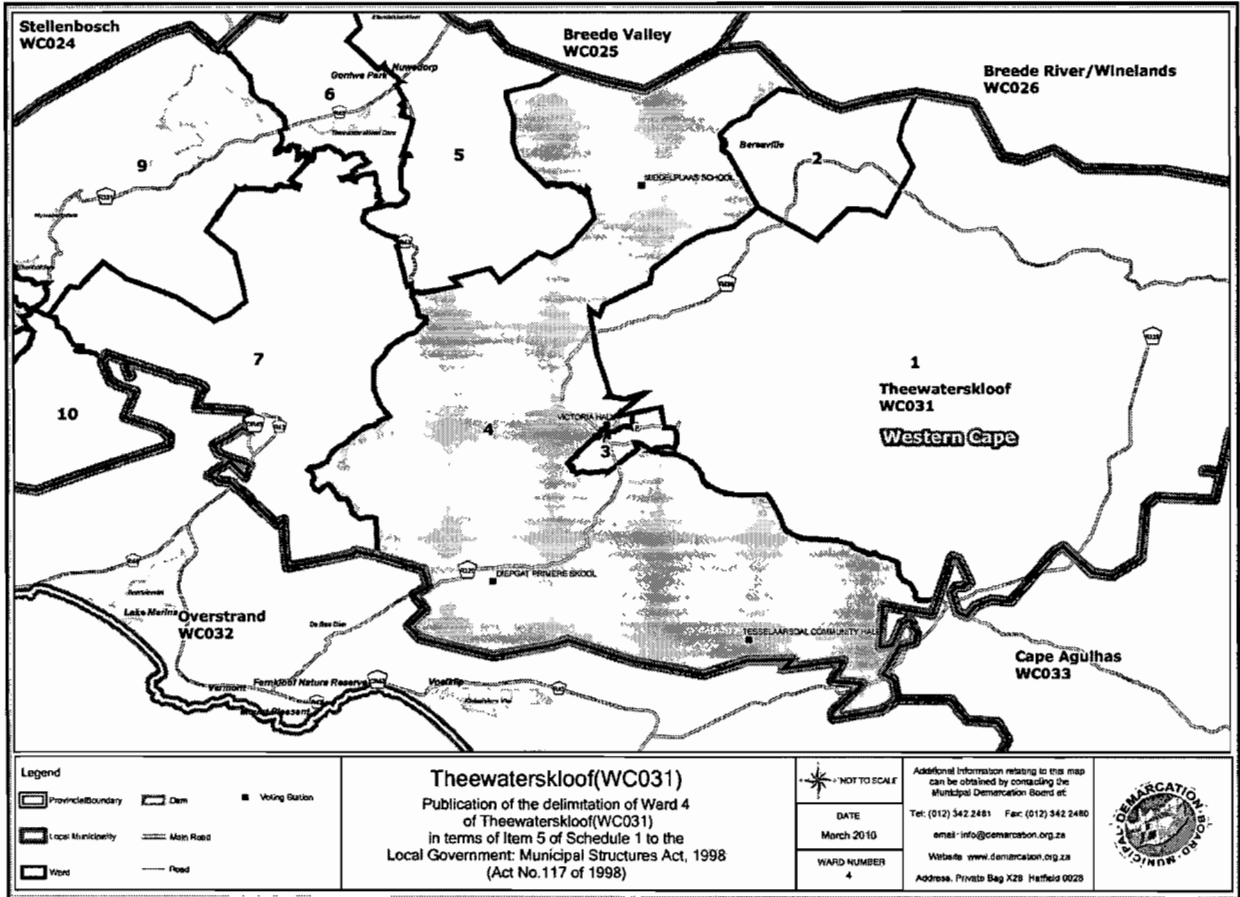 Stellenbosch
WC024
Breede Valley
WC025
Breede River/Winelands
WC026
Gontwe Park
Nuwedorp
6
9
5
Bereaville
2
7
10
4
VICTORIA HALL
3
1
Theewaterskloof
WC031
Western Cape
DIEPGAT PRIMERE SKOOL
TESSELAARSDAL COMMUNITY HALL
Lake Marina
Overstrand
WC032
Fernkloof Nature Reserve
Vermont
Mount Pleasant
Voelklip
Cape Agulhas
WC033
Legend
ProvincialBoundary
Dam
Voting Station
Local Municipality
Main Road
Ward
Road
Theewaterskloof(WC031)
Publication of the delimitation of Ward 4
of Theewaterskloof(WC031)
in terms of Item 5 of Schedule 1 to the
Local Government: Municipal Structures Act, 1998
(Act No.117 of 1998)
NOT TO SCALE
DATE
March 2010
WARD NUMBER
4
Additional Information relating to this map
can be obtained by contacting the
Municipal Demarcation Board at:
Tel: (012) 342 2481 Fax: (012) 342 2480
email: info@demarcation.org.za
Website www.demarcation.org.za
Address. Private Bag X28 Hatfield 0028
MUNICIPAL DEMARCATION BOARD